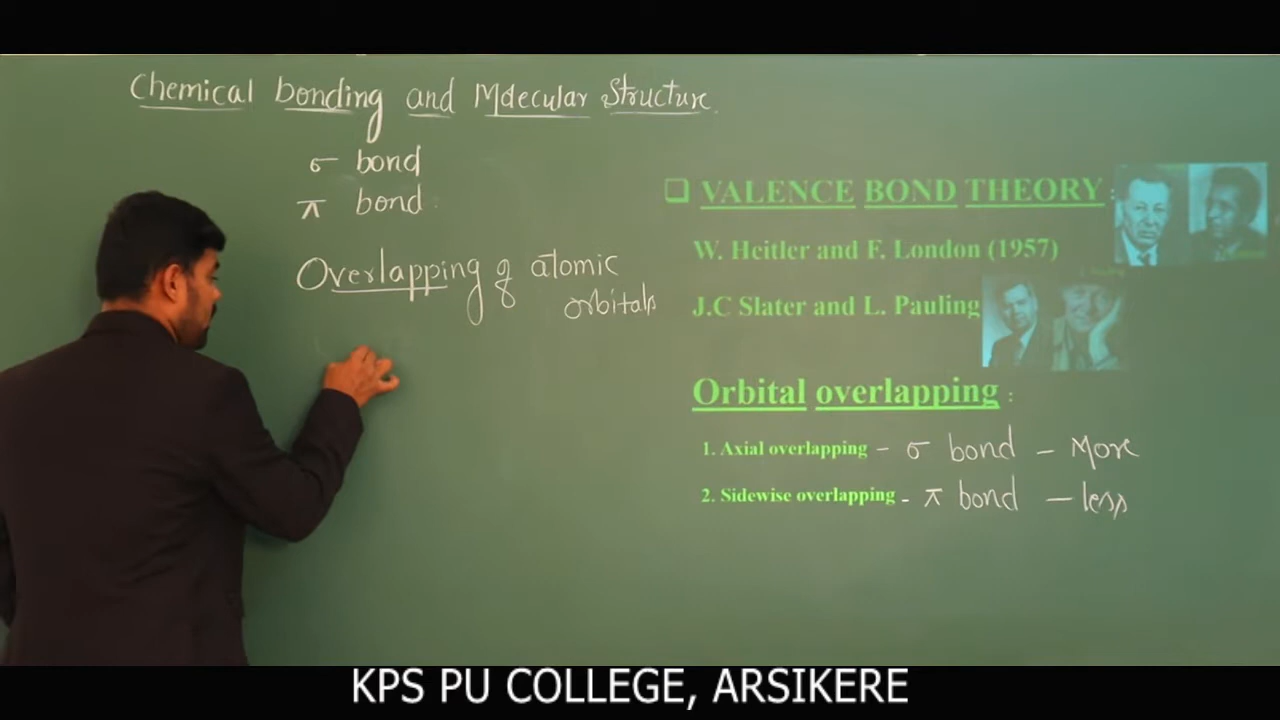 Chemical bonding and Molecular Structure.
σ bond
π bond.
Overlapping of atomic
orbitals
❑ VALENCE BOND THEORY :
W. Heitler and F. London (1957)
J.C Slater and L. Pauling
Orbital overlapping :
1. Axial overlapping – σ bond – More
2. Sidewise overlapping - π bond – less
KPS PU COLLEGE, ARSIKERE